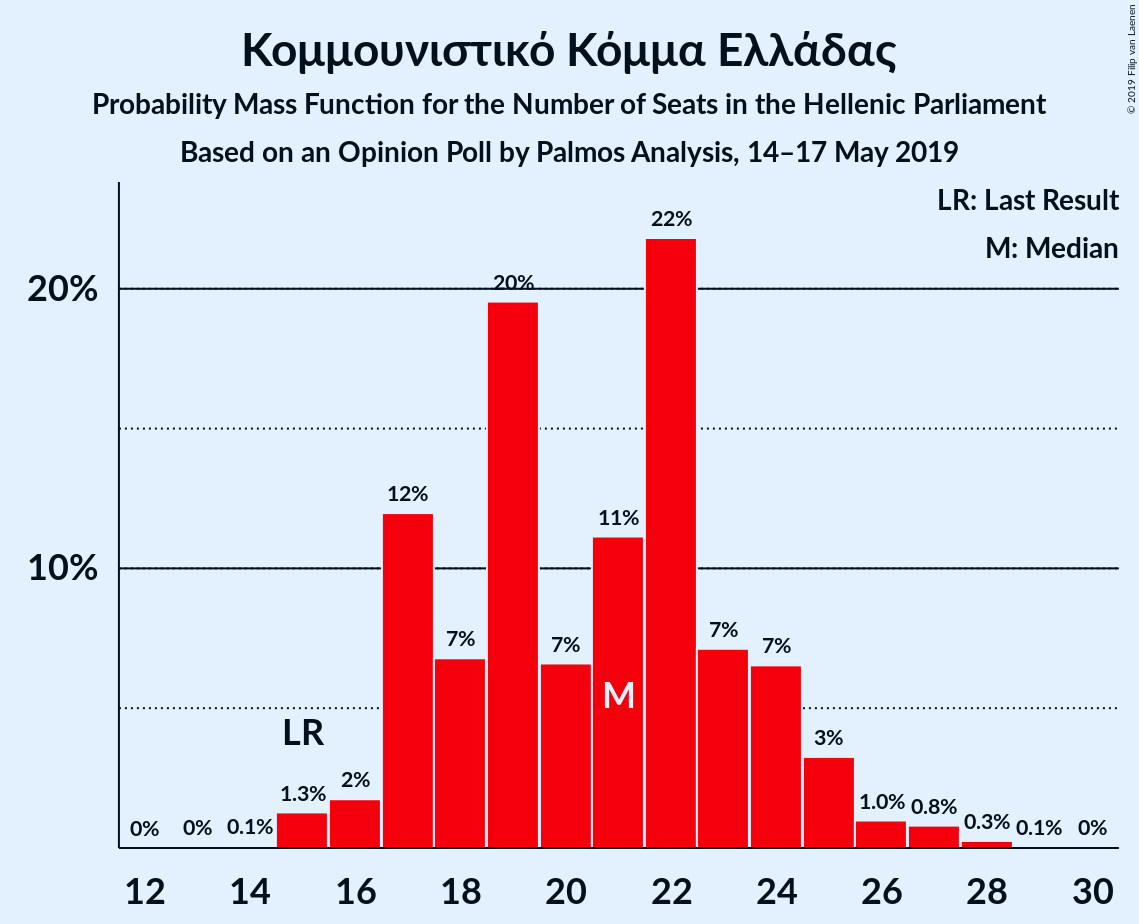 Κομμουνιστικό Κόμμα Ελλάδας
Probability Mass Function for the Number of Seats in the Hellenic Parliament
Based on an Opinion Poll by Palmos Analysis, 14–17 May 2019
© 2019 Filip van Laenen
LR: Last Result
M: Median
20%
10%
0%
0%
0.1%
1.3%
2%
12%
7%
20%
7%
11%
22%
7%
7%
3%
1.0%
0.8%
0.3%
0.1%
0%
LR
M
12 14 16 18 20 22 24 26 28 30